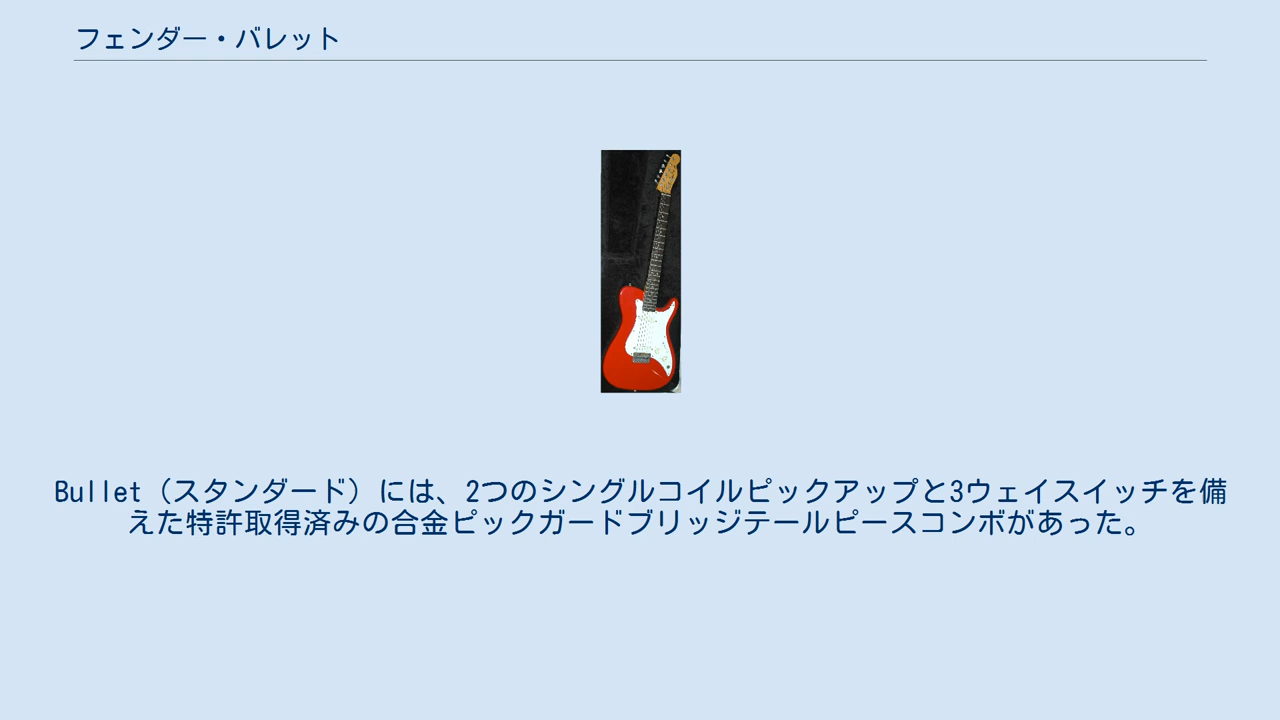 フェンダー・バレット
Bullet（スタンダード）には、2つのシングルコイルピックアップと3ウェイスイッチを備
えた特許取得済みの合金ピックガードブリッジテールピースコンボがあった。